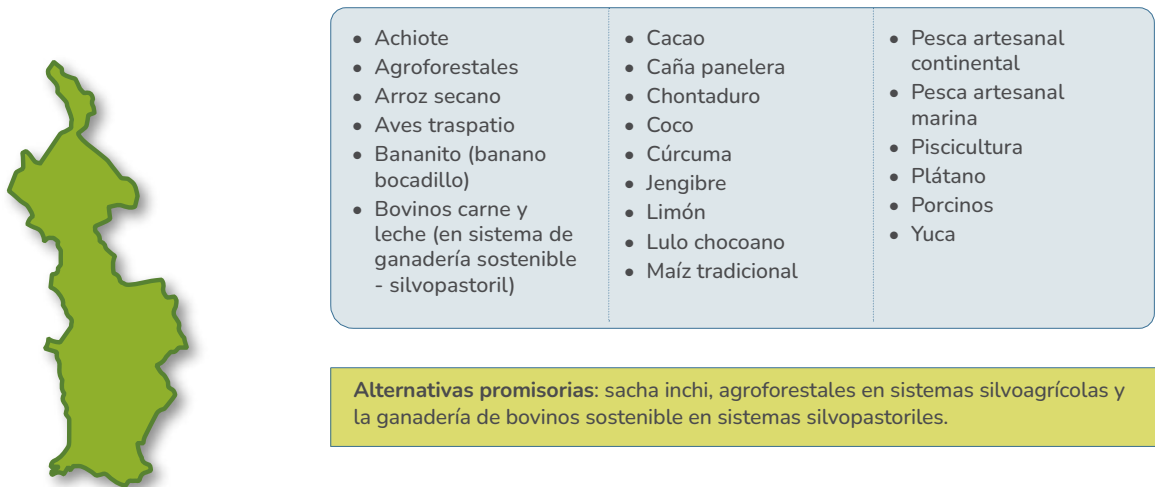 • Achiote
• Agroforestales
• Arroz secano
• Aves traspatio
• Bananito (banano
bocadillo)
• Bovinos carne y
leche (en sistema de
ganadería sostenible
- silvopastoril)
• Cacao
• Caña panelera
• Chontaduro
• Coco
• Cúrcuma
• Jengibre
• Limón
• Lulo chocoano
• Maíz tradicional
• Pesca artesanal
continental
• Pesca artesanal
marina
• Piscicultura
• Plátano
• Porcinos
• Yuca
Alternativas promisorias: sacha inchi, agroforestales en sistemas silvoagrícolas y
la ganadería de bovinos sostenible en sistemas silvopastoriles.